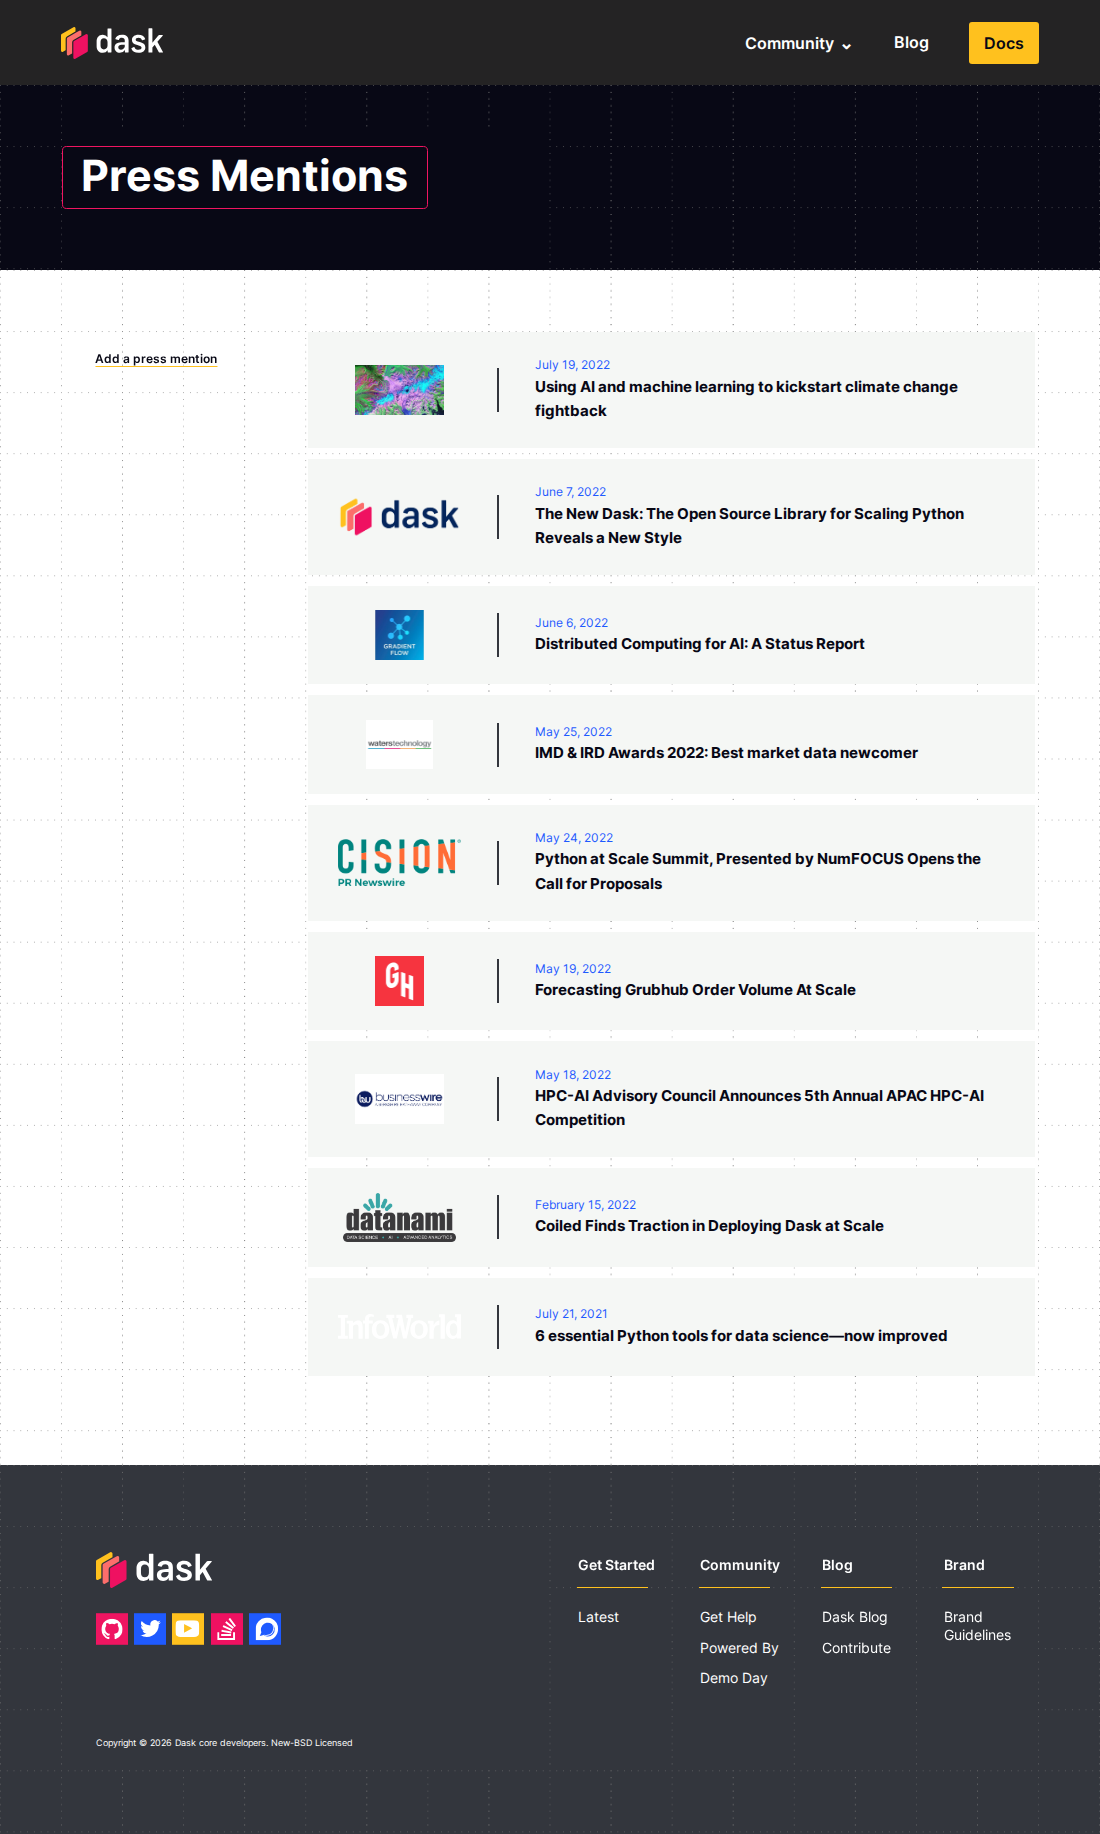 dask
Community
Blog
Docs
Press Mentions
Add a press mention
July 19, 2022
Using AI and machine learning to kickstart climate change
fightback
dask
June 7, 2022
The New Dask: The Open Source Library for Scaling Python
Reveals a New Style
GRADIENT
FLOW
June 6, 2022
Distributed Computing for AI: A Status Report
waterstechnology
May 25, 2022
IMD & IRD Awards 2022: Best market data newcomer
CISION
PR Newswire
May 24, 2022
Python at Scale Summit, Presented by NumFOCUS Opens the
Call for Proposals
GH
May 19, 2022
Forecasting Grubhub Order Volume At Scale
businesswire
May 18, 2022
HPC-AI Advisory Council Announces 5th Annual APAC HPC-AI
Competition
datanami
DATA SCIENCE • AI • ADVANCED ANALYTICS
February 15, 2022
Coiled Finds Traction in Deploying Dask at Scale
InfoWorld
July 21, 2021
6 essential Python tools for data science—now improved
dask
Get Started
Latest
Community
Get Help
Powered By
Demo Day
Blog
Dask Blog
Contribute
Brand
Brand
Guidelines
Copyright © 2026 Dask core developers. New-BSD Licensed